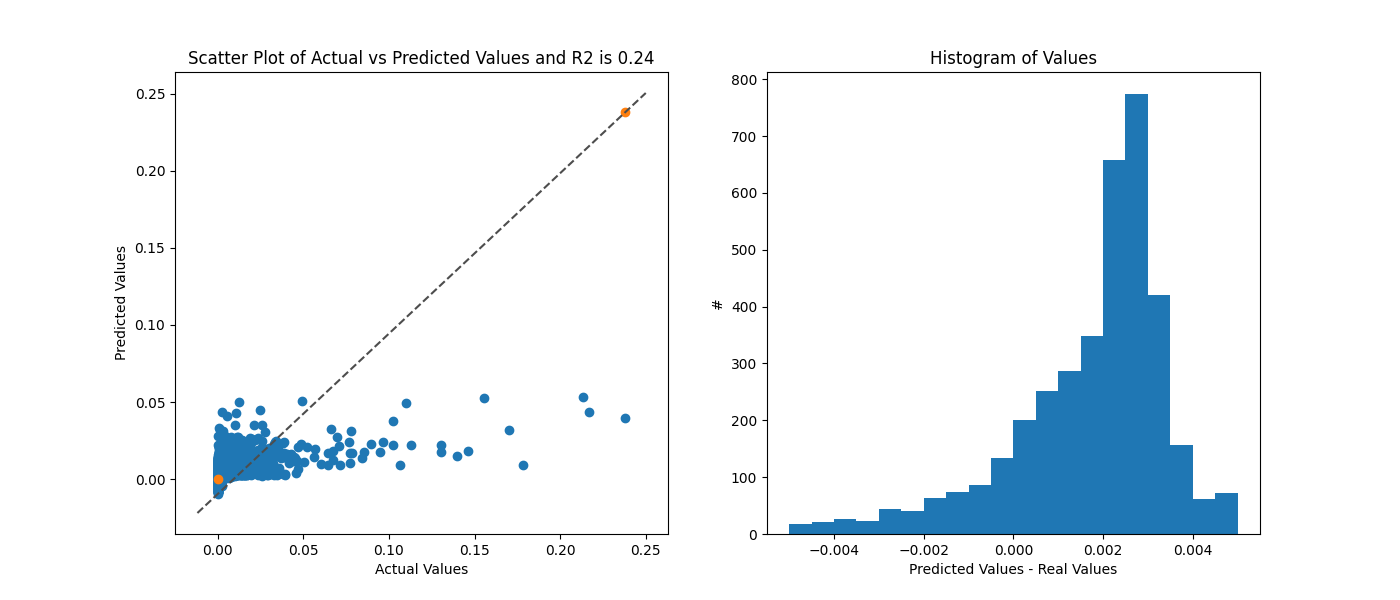 Scatter Plot of Actual vs Predicted Values and R2 is 0.24
0.25
0.20
0.15
0.10
0.05
0.00
Predicted Values
0.00 0.05 0.10 0.15 0.20 0.25
Actual Values
Histogram of Values
800
700
600
500
400
300
200
100
0
#
−0.004 −0.002 0.000 0.002 0.004
Predicted Values - Real Values